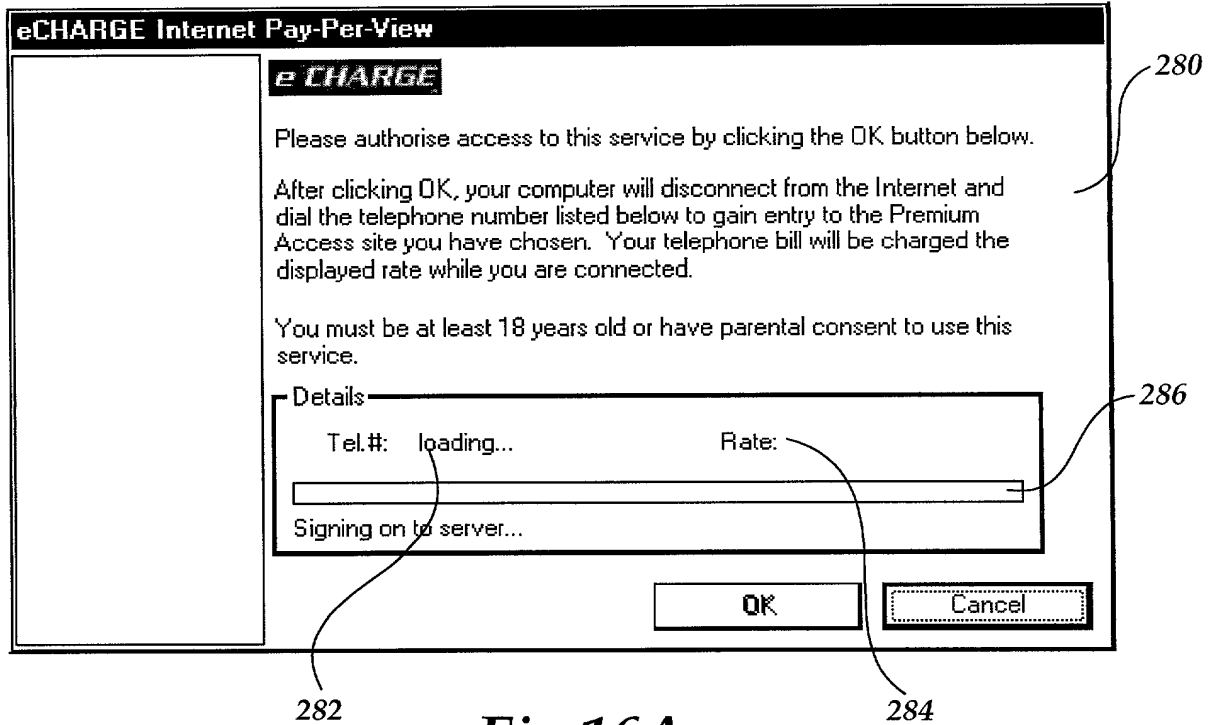 eCHARGE Internet Pay-Per-View
e CHARGE
280
Please authorise access to this service by clicking the OK button below.
After clicking OK, your computer will disconnect from the Internet and
dial the telephone number listed below to gain entry to the Premium
Access site you have chosen. Your telephone bill will be charged the
displayed rate while you are connected.
You must be at least 18 years old or have parental consent to use this
service.
Details
286
Tel.#: loading... Rate:
Signing on to server...
OK Cancel
282 284
Fig. 16A